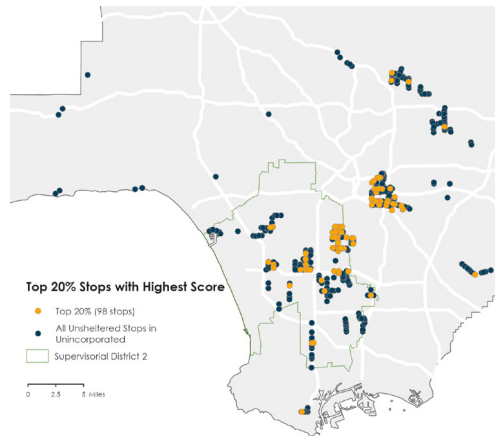 Top 20% Stops with Highest Score
Top 20% (98 stops)
All Unsheltered Stops in
Unincorporated
Supervisorial District 2
0 2.5 5 Miles